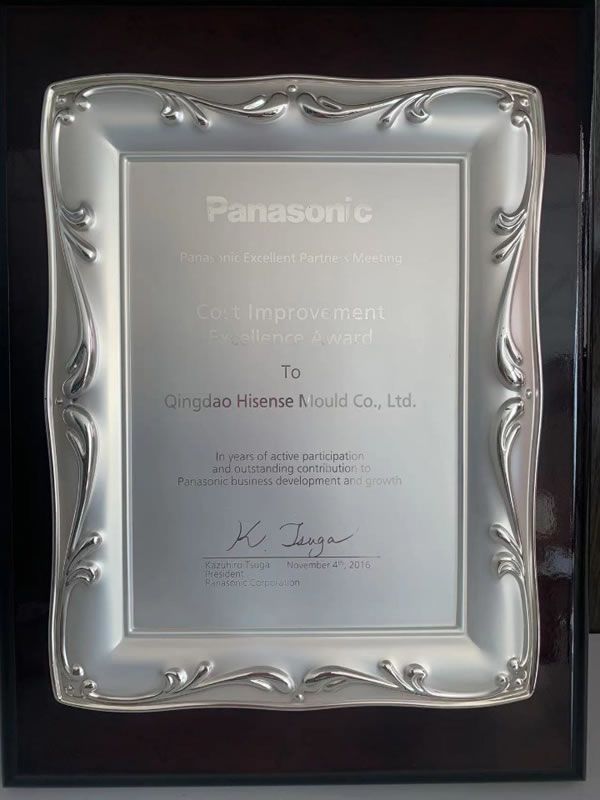 Panasonic
Panasonic Excellent Partners Meeting
Cost Improvement
Excellence Award
To
Qingdao Hisense Mould Co., Ltd.
In years of active participation
and outstanding contribution to
Panasonic business development and growth
K. Tsuga
Kazuhiro Tsuga November 4th, 2016
President
Panasonic Corporation